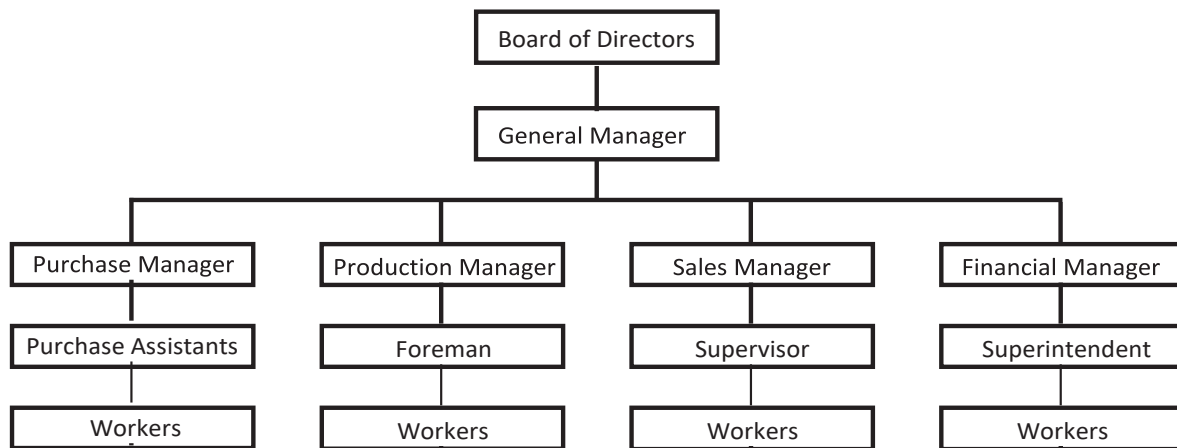 Board of Directors
General Manager
Purchase Manager
Production Manager
Sales Manager
Financial Manager
Purchase Assistants
Foreman
Supervisor
Superintendent
Workers
Workers
Workers
Workers